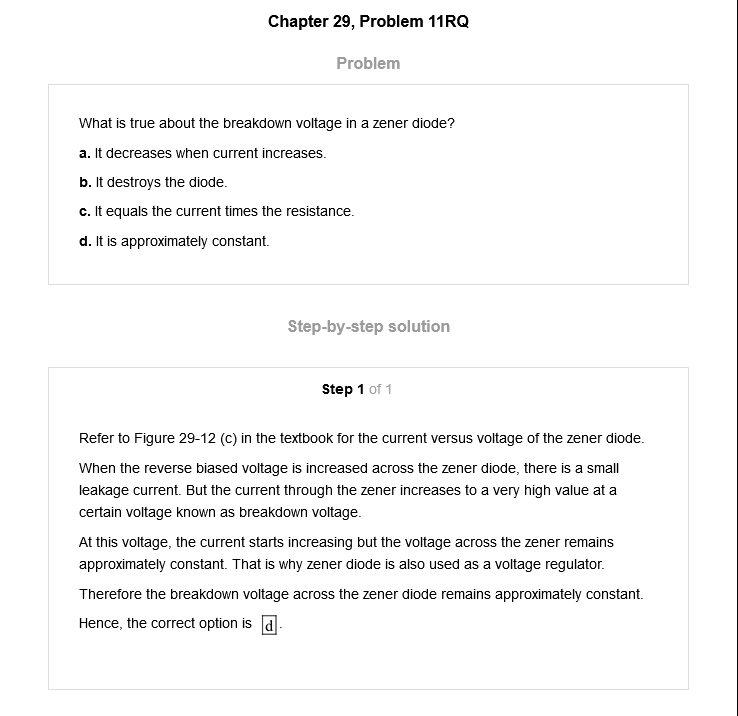 Chapter 29, Problem 11RQ
Problem
What is true about the breakdown voltage in a zener diode?
a. It decreases when current increases.
b. It destroys the diode.
c. It equals the current times the resistance.
d. It is approximately constant.
Step-by-step solution
Step 1 of 1
Refer to Figure 29-12 (c) in the textbook for the current versus voltage of the zener diode.
When the reverse biased voltage is increased across the zener diode, there is a small
leakage current. But the current through the zener increases to a very high value at a
certain voltage known as breakdown voltage.
At this voltage, the current starts increasing but the voltage across the zener remains
approximately constant. That is why zener diode is also used as a voltage regulator.
Therefore the breakdown voltage across the zener diode remains approximately constant.
Hence, the correct option is d.